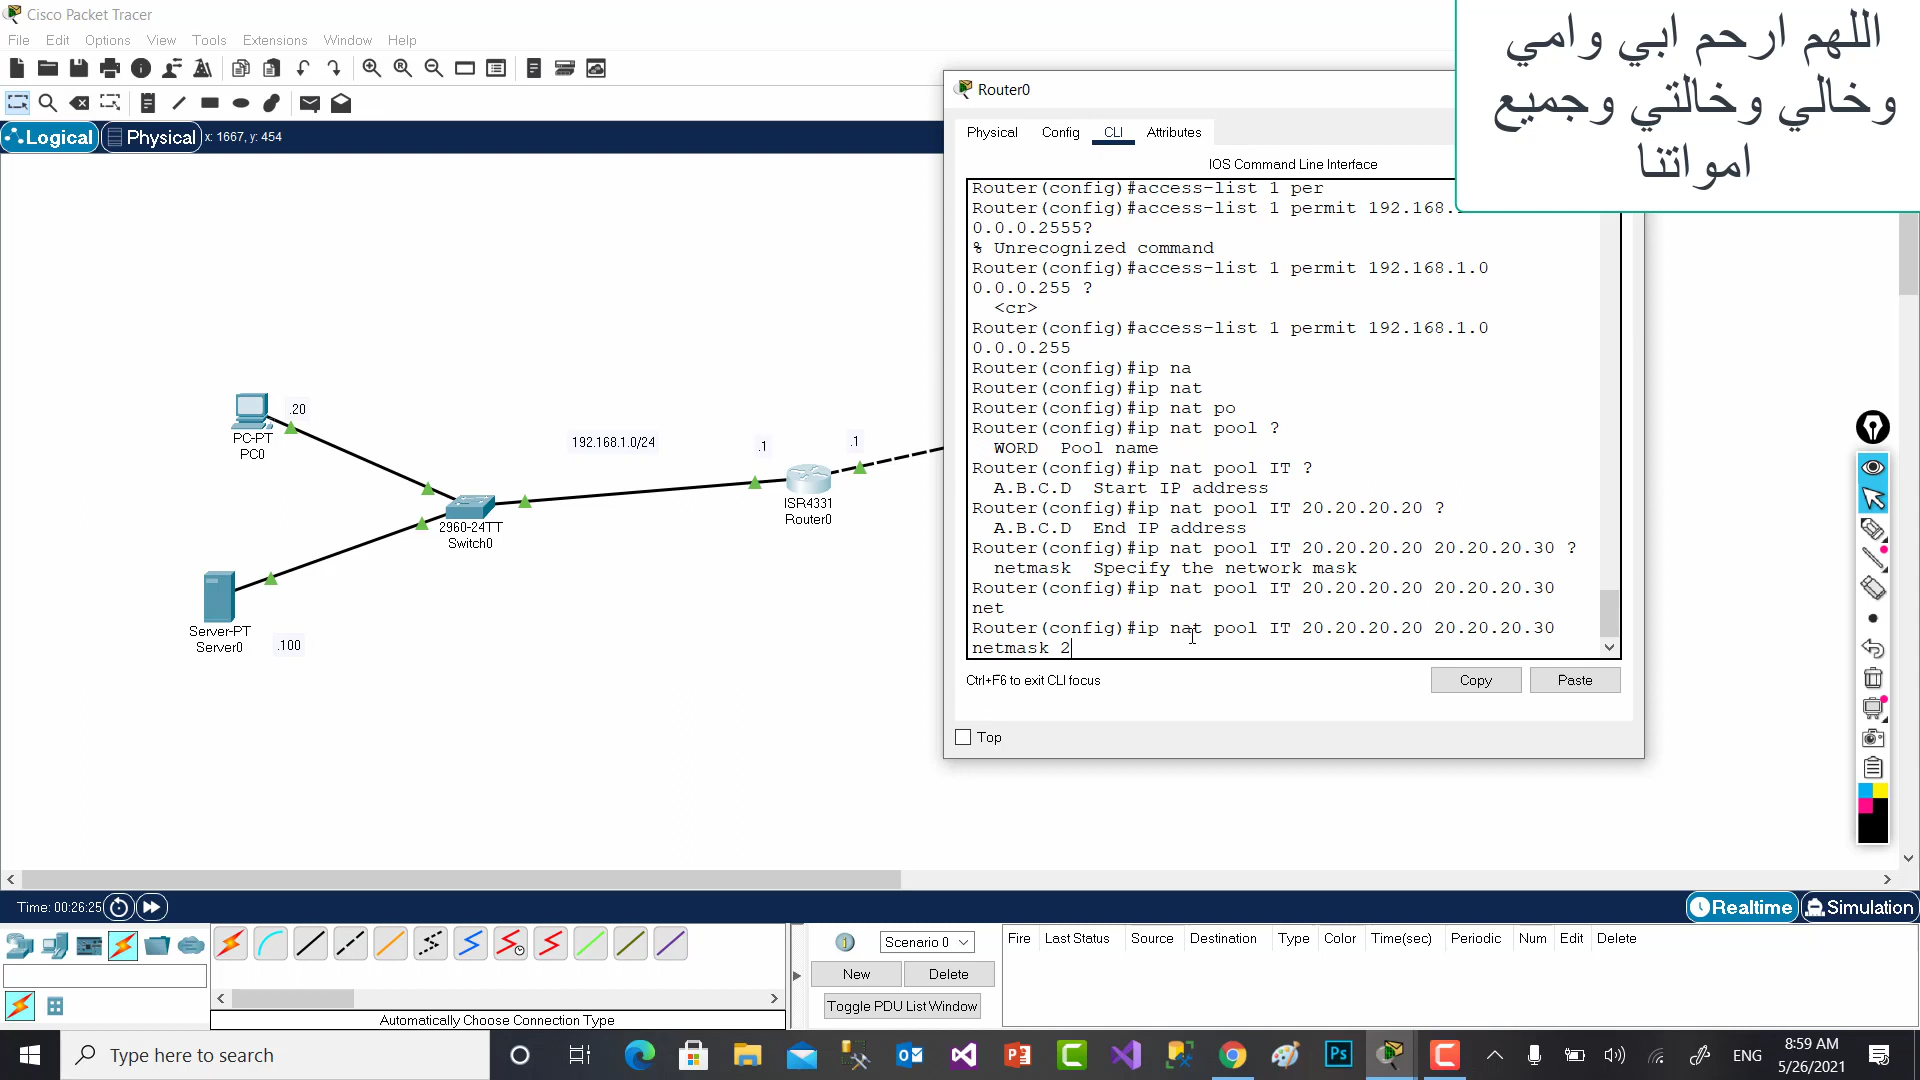 Cisco Packet Tracer
File Edit Options View Tools Extensions Window Help
Logical Physical x: 1667, y: 454
اللهم ارحم ابي وامي
وخالي وخالتي وجميع
امواتنا
Router0
Physical Config CLI Attributes
IOS Command Line Interface
Router(config)#access-list 1 per
Router(config)#access-list 1 permit 192.168.
0.0.0.2555?
% Unrecognized command
Router(config)#access-list 1 permit 192.168.1.0
0.0.0.255 ?
<cr>
Router(config)#access-list 1 permit 192.168.1.0
0.0.0.255
Router(config)#ip na
Router(config)#ip nat
Router(config)#ip nat po
Router(config)#ip nat pool ?
WORD Pool name
Router(config)#ip nat pool IT ?
A.B.C.D Start IP address
Router(config)#ip nat pool IT 20.20.20.20 ?
A.B.C.D End IP address
Router(config)#ip nat pool IT 20.20.20.20 20.20.20.30 ?
netmask Specify the network mask
Router(config)#ip nat pool IT 20.20.20.20 20.20.20.30
net
Router(config)#ip nat pool IT 20.20.20.20 20.20.20.30
netmask 2
Ctrl+F6 to exit CLI focus
Copy Paste
Top
.20
PC-PT
PC0
192.168.1.0/24
.1
.1
ISR4331
Router0
2960-24TT
Switch0
Server-PT
Server0
.100
Time: 00:26:25
Realtime Simulation
Scenario 0
New Delete
Toggle PDU List Window
Fire Last Status Source Destination Type Color Time(sec) Periodic Num Edit Delete
Automatically Choose Connection Type
Type here to search
Ps
ENG
8:59 AM
5/26/2021